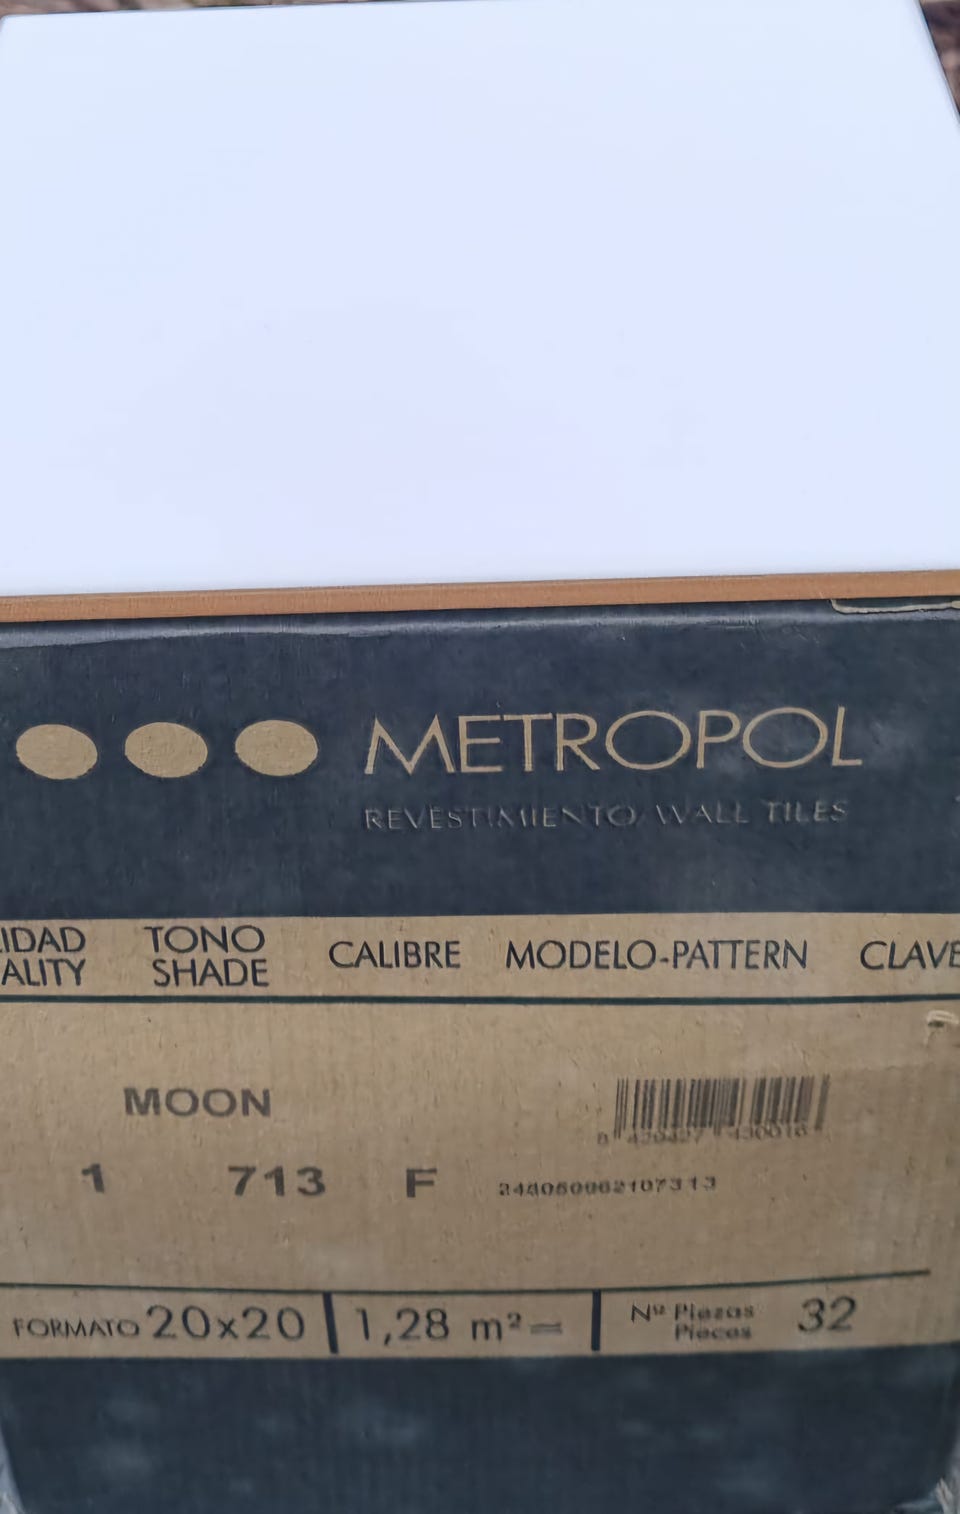 METROPOL
REVESTIMIENTO/WALL TILES
IDAD
ALITY
TONO
SHADE
CALIBRE
MODELO-PATTERN
CLAVE
MOON
1 713 F
FORMATO 20x20
1,28 m² =
Nº Piezas
Pieces
32